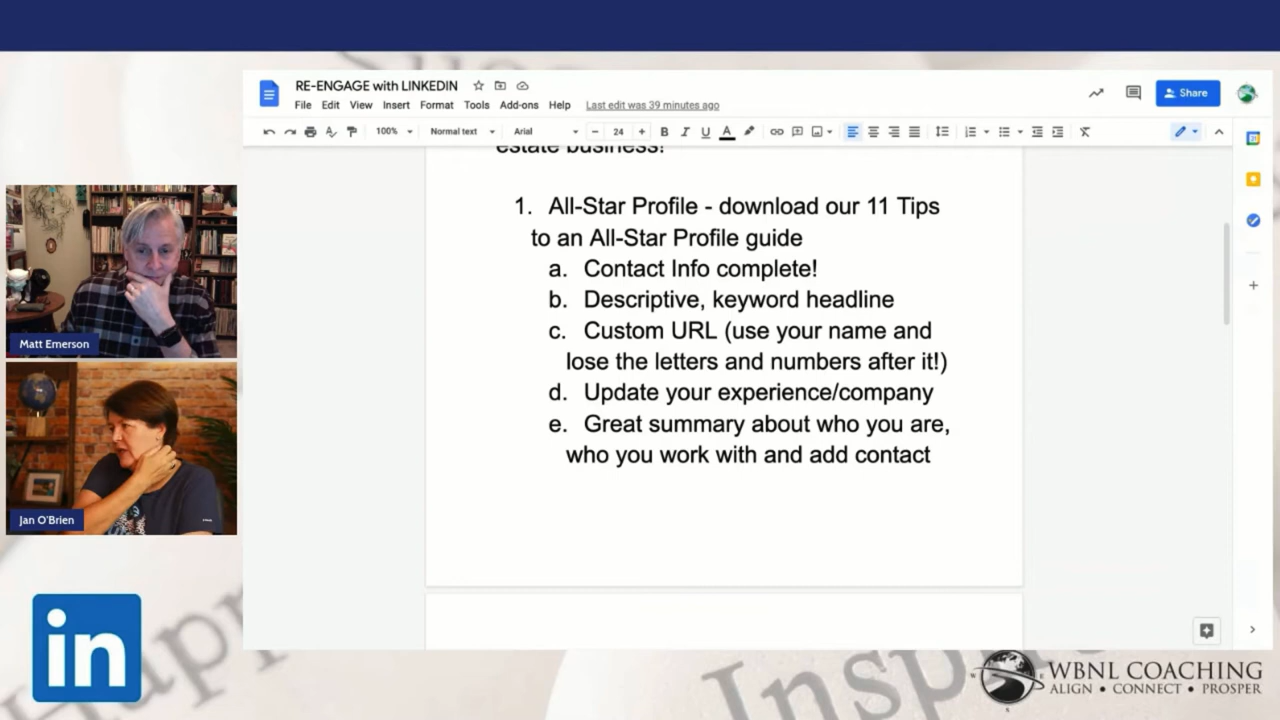 RE-ENGAGE with LINKEDIN
File Edit View Insert Format Tools Add-ons Help Last edit was 39 minutes ago
Share
100% Normal text Arial 24 B I U A
estate business!
1. All-Star Profile - download our 11 Tips
to an All-Star Profile guide
a. Contact Info complete!
b. Descriptive, keyword headline
c. Custom URL (use your name and
lose the letters and numbers after it!)
d. Update your experience/company
e. Great summary about who you are,
who you work with and add contact
Matt Emerson
Jan O'Brien
in
WBNL COACHING
ALIGN • CONNECT • PROSPER